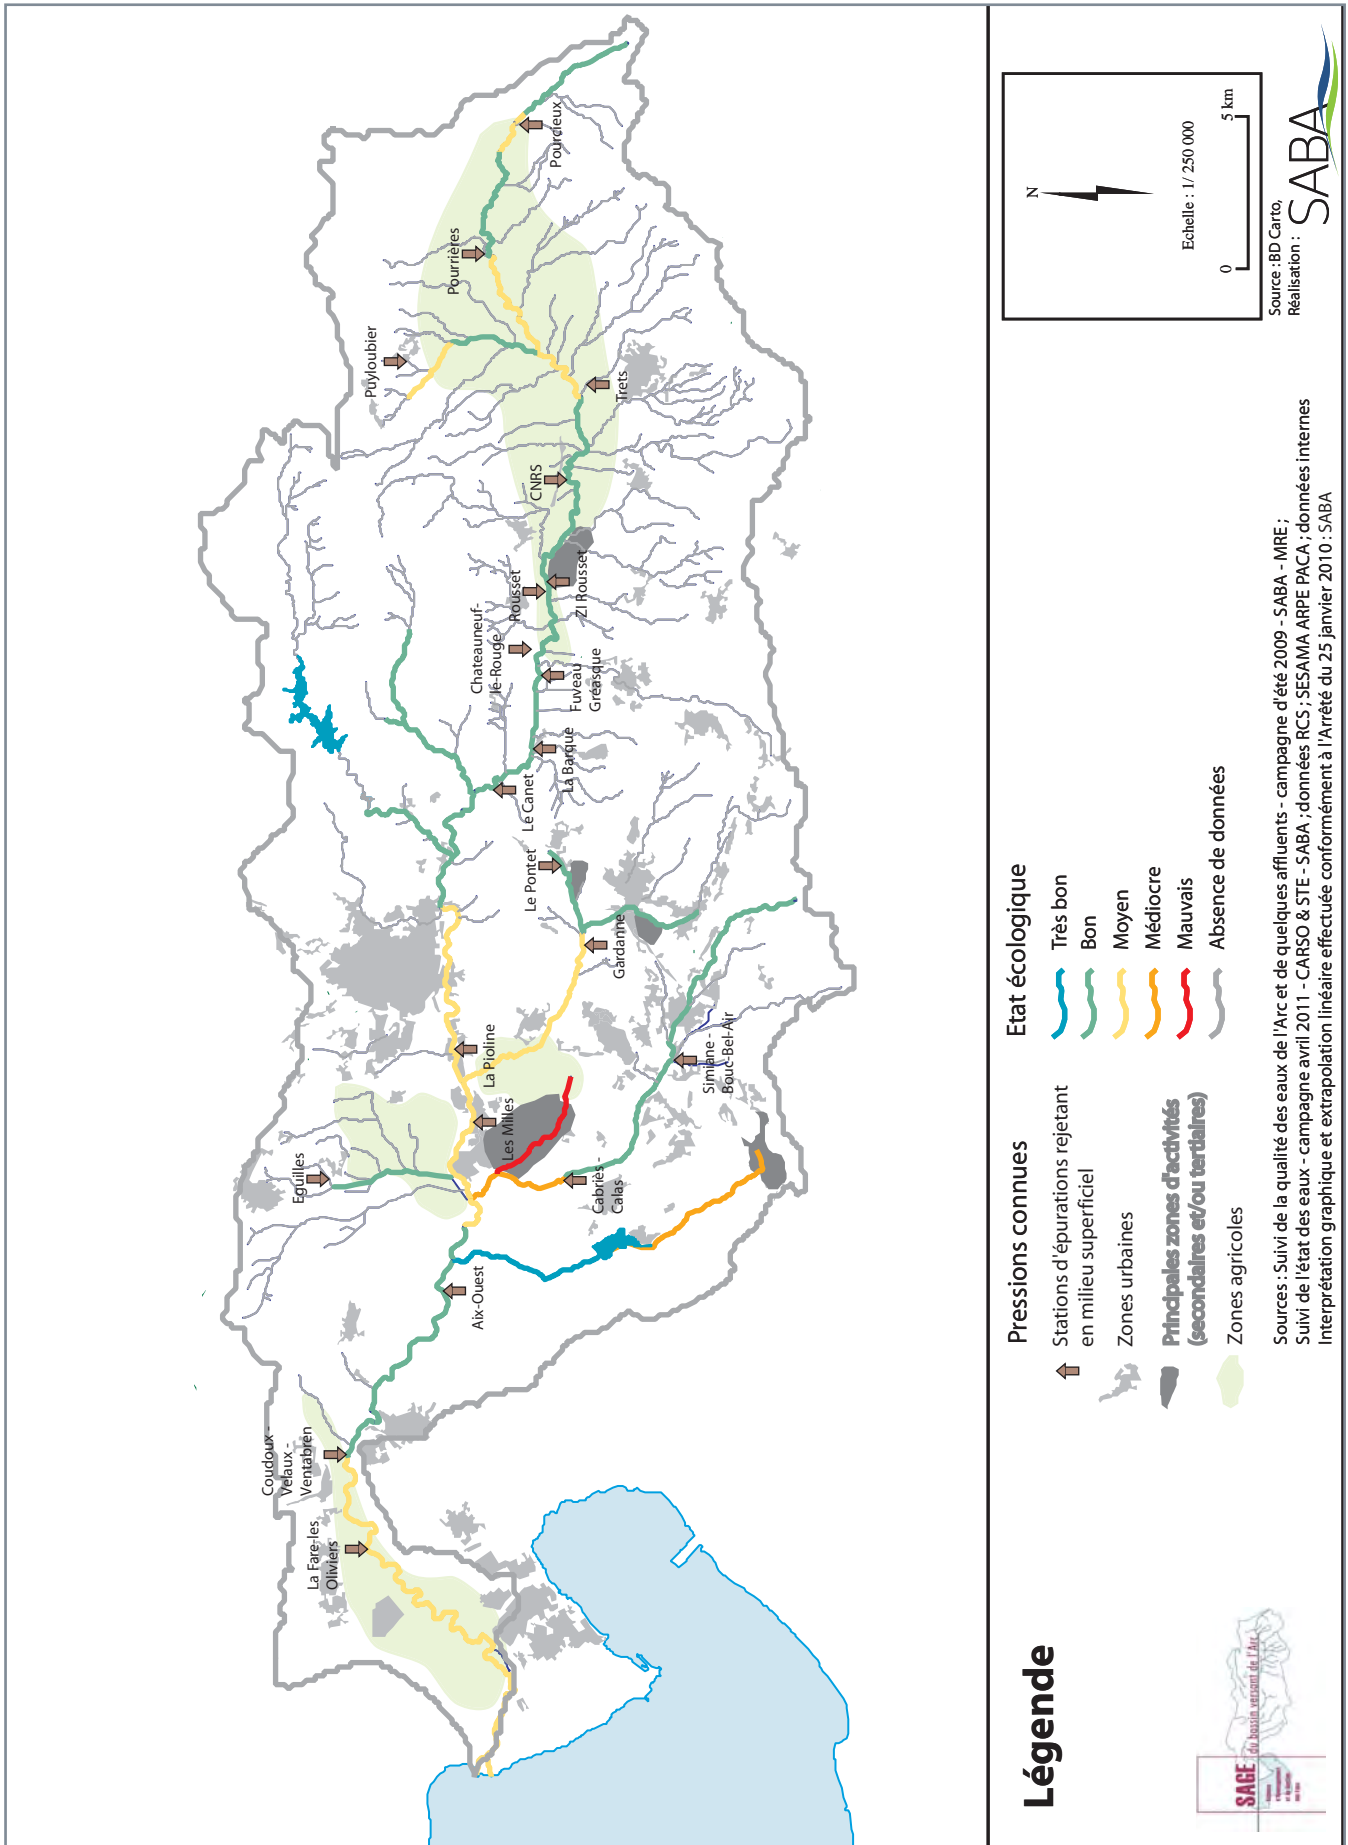 Pourcieux
Pourrières
Puyloubier
Trets
CNRS
Rousset
ZI Rousset
Chateauneuf-
le-Rouge
Fuveau
Gréasque
La Barque
Le Canet
Le Pontet
Gardanne
Simiane -
Bouc-Bel-Air
La Pioline
Les Milles
Cabriès -
Calas
Eguilles
Aix-Ouest
Coudoux -
Velaux -
Ventabren
La Fare-les
Oliviers
Légende
Pressions connues
Stations d'épurations rejetant
en milieu superficiel
Zones urbaines
Principales zones d'activités
(secondaires et/ou tertiaires)
Zones agricoles
Etat écologique
Très bon
Bon
Moyen
Médiocre
Mauvais
Absence de données
N
Echelle : 1/ 250 000
0
5 km
Source : BD Carto,
Réalisation :
SABA
Sources : Suivi de la qualité des eaux de l'Arc et de quelques affluents - campagne d'été 2009 - SABA - MRE ;
Suivi de l'état des eaux - campagne avril 2011 - CARSO & STE - SABA ; données RCS ; SESAMA ARPE PACA ; données internes
Interprétation graphique et extrapolation linéaire effectuée conformément à l'Arrêté du 25 janvier 2010 : SABA
SAGE
du bassin versant de l'Arc